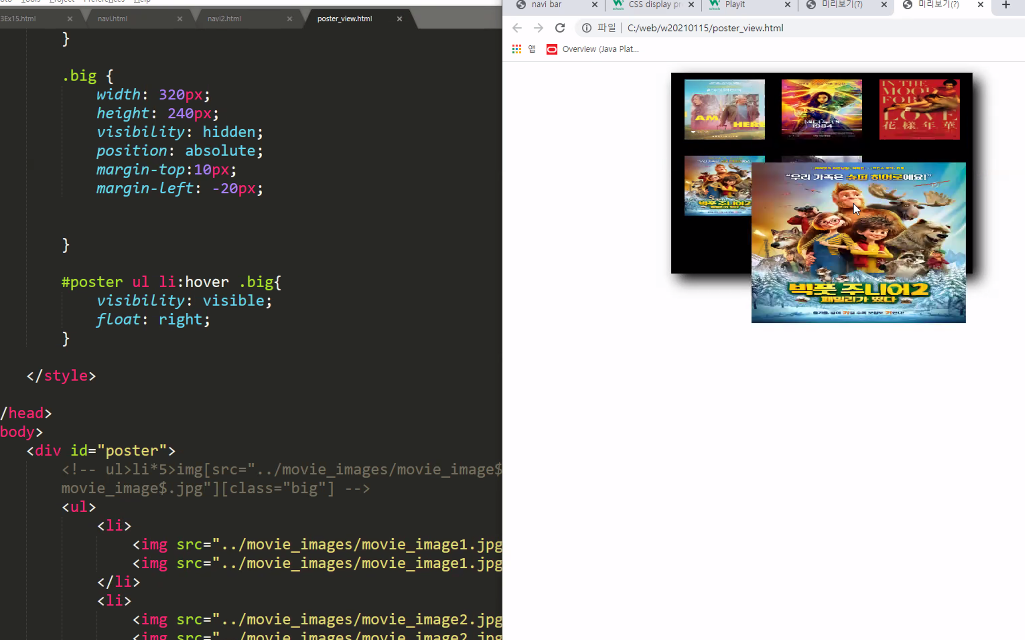 3Ex15.html × navi.html × navi2.html × poster_view.html ×
}
.big {
width: 320px;
height: 240px;
visibility: hidden;
position: absolute;
margin-top:10px;
margin-left: -20px;
}
#poster ul li:hover .big{
visibility: visible;
float: right;
}
</style>
/head>
body>
<div id="poster">
<!-- ul>li*5>img[src="../movie_images/movie_image$
movie_image$.jpg"][class="big"] -->
<ul>
<li>
<img src="../movie_images/movie_image1.jpg
<img src="../movie_images/movie_image1.jpg
</li>
<li>
<img src="../movie_images/movie_image2.jpg
<img src="../movie_images/movie_image2.jpg
navi bar × CSS display pr × Playit × 미리보기(7) × 미리보기(7) × +
파일 | C:/web/w20210115/poster_view.html
앱 Overview (Java Plat...
I AM HERE
1984
IN THE
MOOD
FOR
LOVE
花樣年華
"우리 가족은 슈퍼 히어로예요!"
빅풋 주니어2
패밀리가 떴다